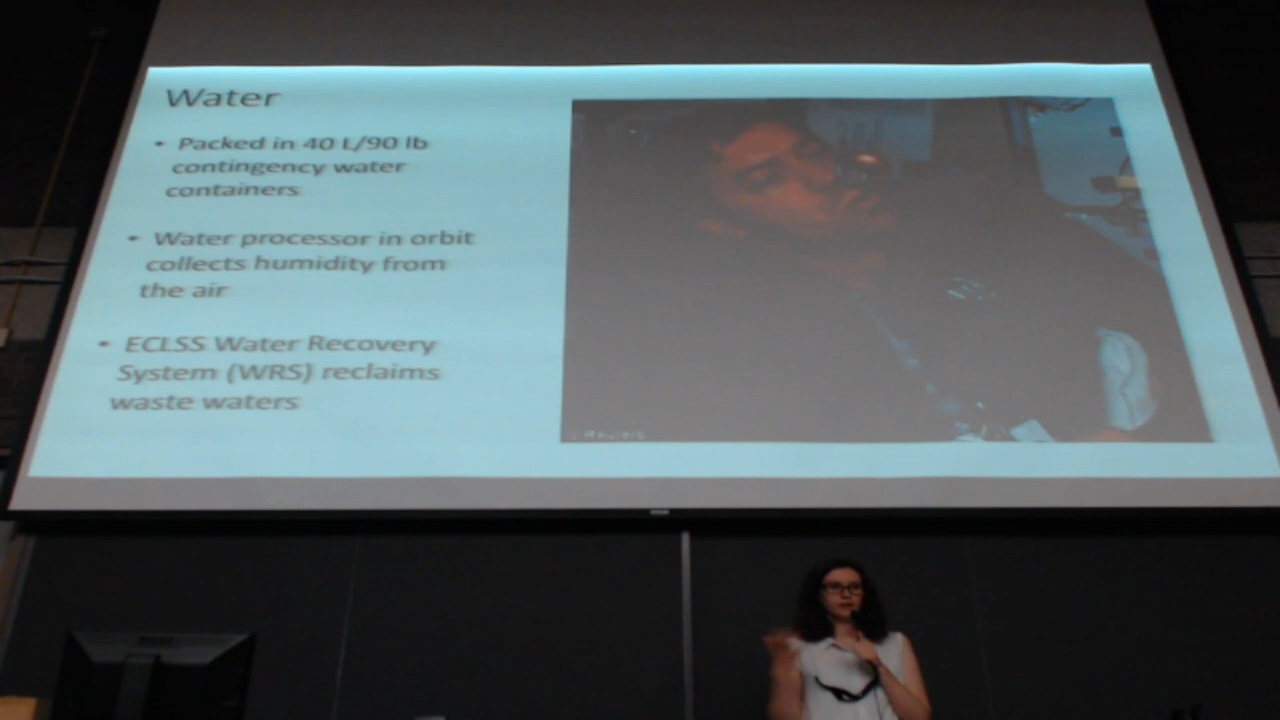 Water
• Packed in 40 L/90 lb
contingency water
containers
• Water processor in orbit
collects humidity from
the air
• ECLSS Water Recovery
System (WRS) reclaims
waste waters